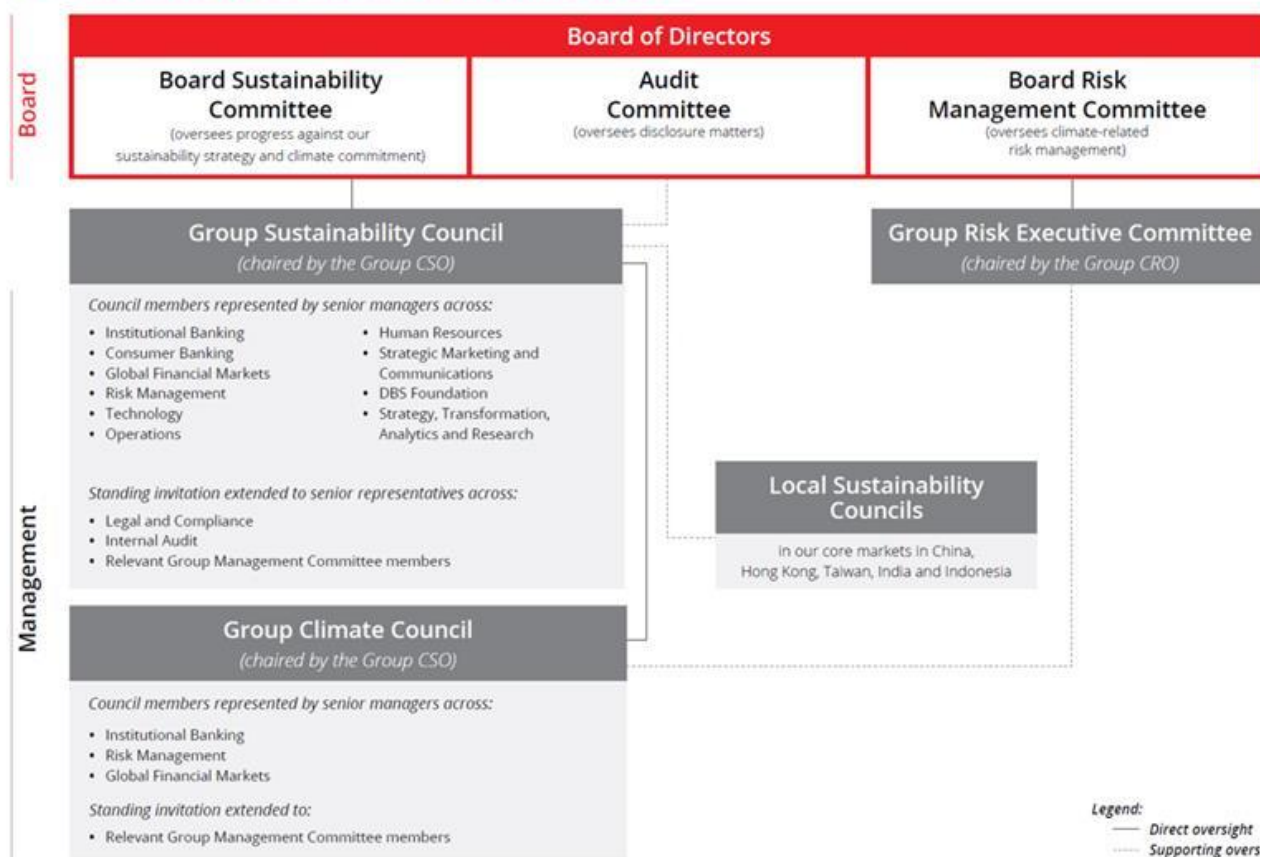 Board
Board of Directors
Board Sustainability
Committee
(oversees progress against our
sustainability strategy and climate commitment)
Audit
Committee
(oversees disclosure matters)
Board Risk
Management Committee
(oversees climate-related
risk management)
Management
Group Sustainability Council
(chaired by the Group CSO)
Council members represented by senior managers across:
• Institutional Banking
• Consumer Banking
• Global Financial Markets
• Risk Management
• Technology
• Operations
• Human Resources
• Strategic Marketing and
Communications
• DBS Foundation
• Strategy, Transformation,
Analytics and Research
Standing invitation extended to senior representatives across:
• Legal and Compliance
• Internal Audit
• Relevant Group Management Committee members
Group Risk Executive Committee
(chaired by the Group CRO)
Local Sustainability
Councils
in our core markets in China,
Hong Kong, Taiwan, India and Indonesia
Group Climate Council
(chaired by the Group CSO)
Council members represented by senior managers across:
• Institutional Banking
• Risk Management
• Global Financial Markets
Standing invitation extended to:
• Relevant Group Management Committee members
Legend:
Direct oversight
Supporting overs